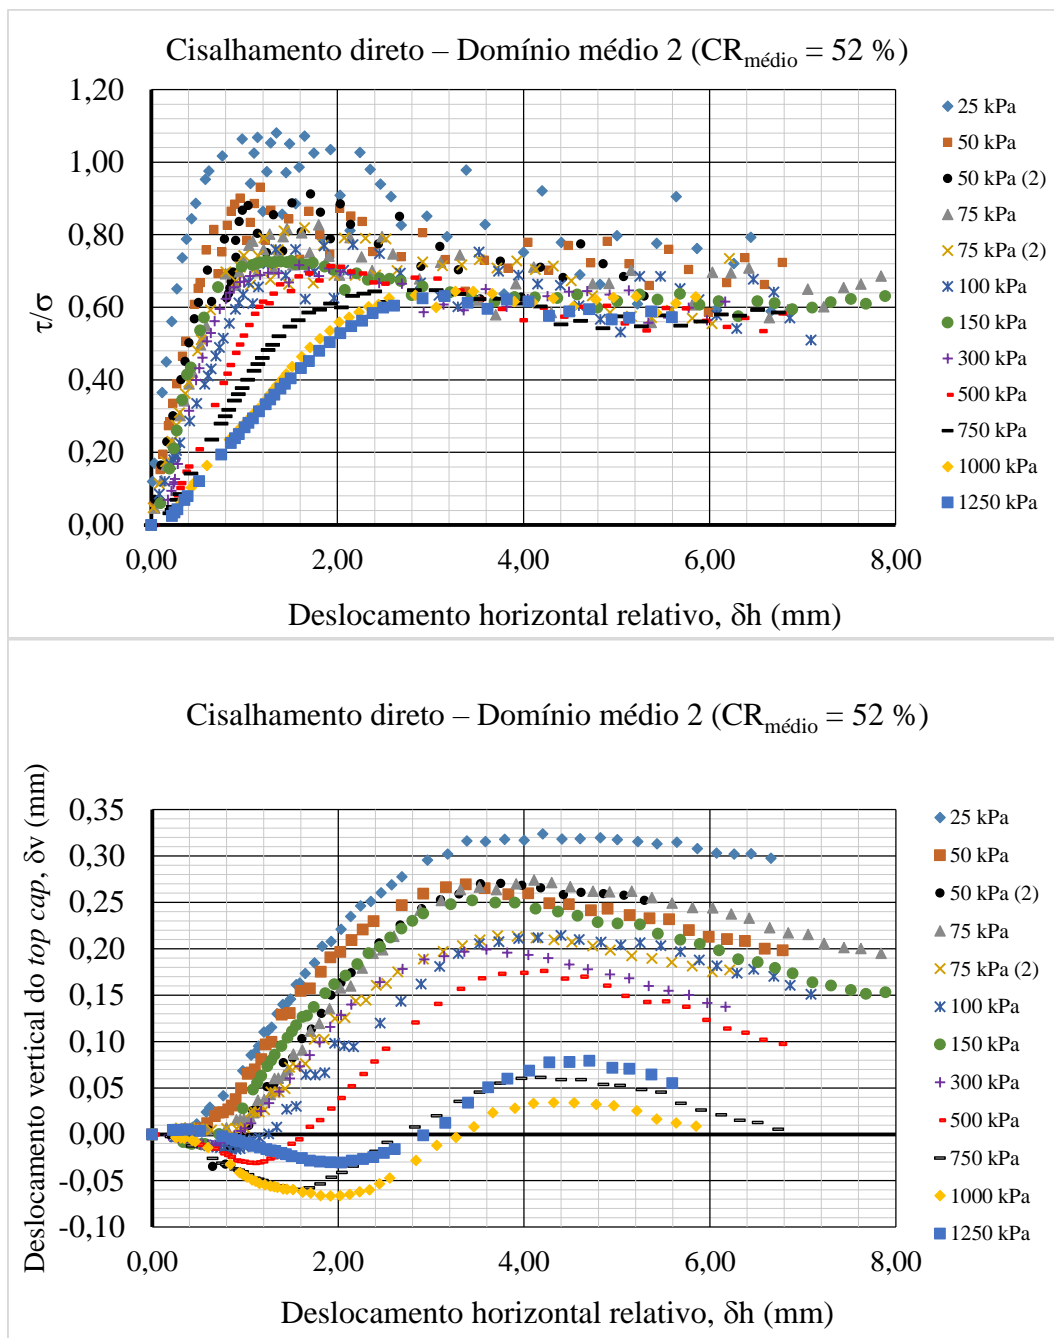 Cisalhamento direto – Domínio médio 2 (CRmédio = 52 %)
τ/σ
1,20
1,00
0,80
0,60
0,40
0,20
0,00
0,00 2,00 4,00 6,00 8,00
Deslocamento horizontal relativo, δh (mm)
25 kPa
50 kPa
50 kPa (2)
75 kPa
75 kPa (2)
100 kPa
150 kPa
300 kPa
500 kPa
750 kPa
1000 kPa
1250 kPa
Cisalhamento direto – Domínio médio 2 (CRmédio = 52 %)
Deslocamento vertical do top cap, δv (mm)
0,35
0,30
0,25
0,20
0,15
0,10
0,05
0,00
-0,05
-0,10
0,00 2,00 4,00 6,00 8,00
Deslocamento horizontal relativo, δh (mm)
25 kPa
50 kPa
50 kPa (2)
75 kPa
75 kPa (2)
100 kPa
150 kPa
300 kPa
500 kPa
750 kPa
1000 kPa
1250 kPa